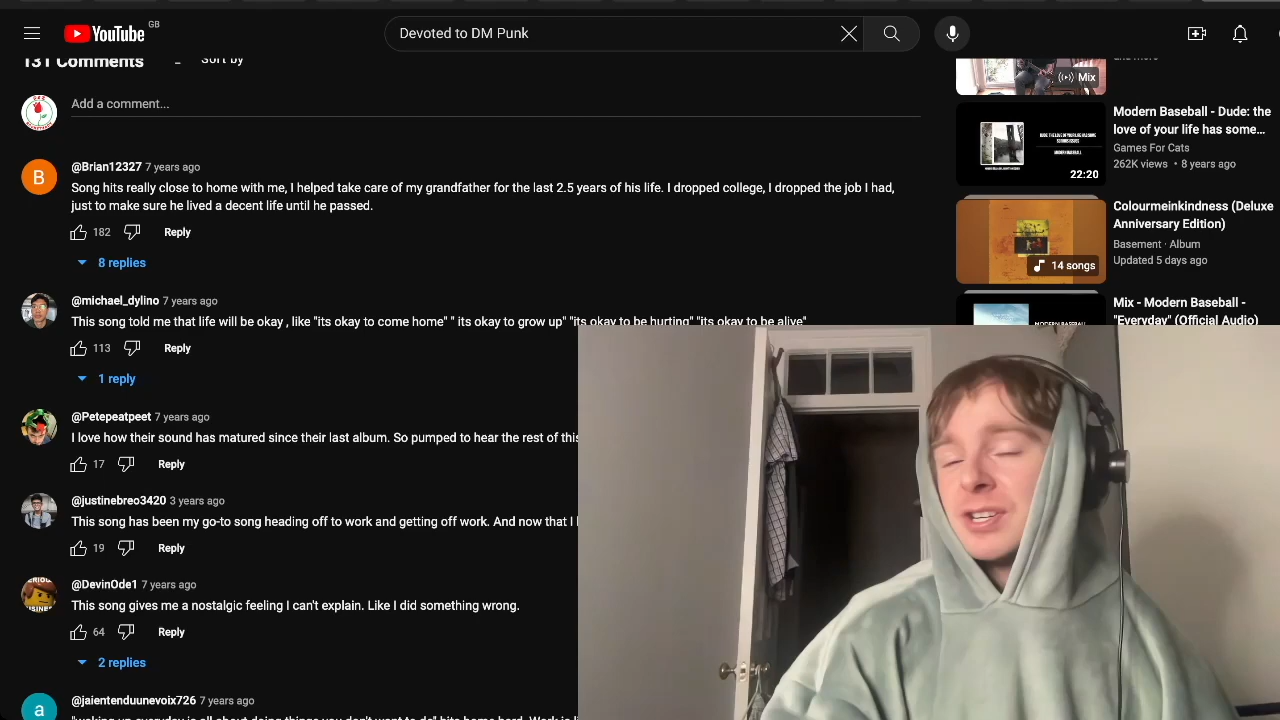 YouTube GB
Devoted to DM Punk
131 Comments Sort by
Add a comment...
@Brian12327 7 years ago
Song hits really close to home with me, I helped take care of my grandfather for the last 2.5 years of his life. I dropped college, I dropped the job I had,
just to make sure he lived a decent life until he passed.
182 Reply
8 replies
@michael_dylino 7 years ago
This song told me that life will be okay , like "its okay to come home" " its okay to grow up" "its okay to be hurting" "its okay to be alive"
113 Reply
1 reply
@Petepeatpeet 7 years ago
I love how their sound has matured since their last album. So pumped to hear the rest of this
17 Reply
@justinebreo3420 3 years ago
This song has been my go-to song heading off to work and getting off work. And now that I
19 Reply
B
@DevinOde1 7 years ago
This song gives me a nostalgic feeling I can't explain. Like I did something wrong.
64 Reply
2 replies
a
@jaientenduunevoix726 7 years ago
Mix
Modern Baseball - Dude: the
love of your life has some...
Games For Cats
262K views • 8 years ago
22:20
Colourmeinkindness (Deluxe
Anniversary Edition)
Basement · Album
Updated 5 days ago
14 songs
Mix - Modern Baseball -
"Everyday" (Official Audio)